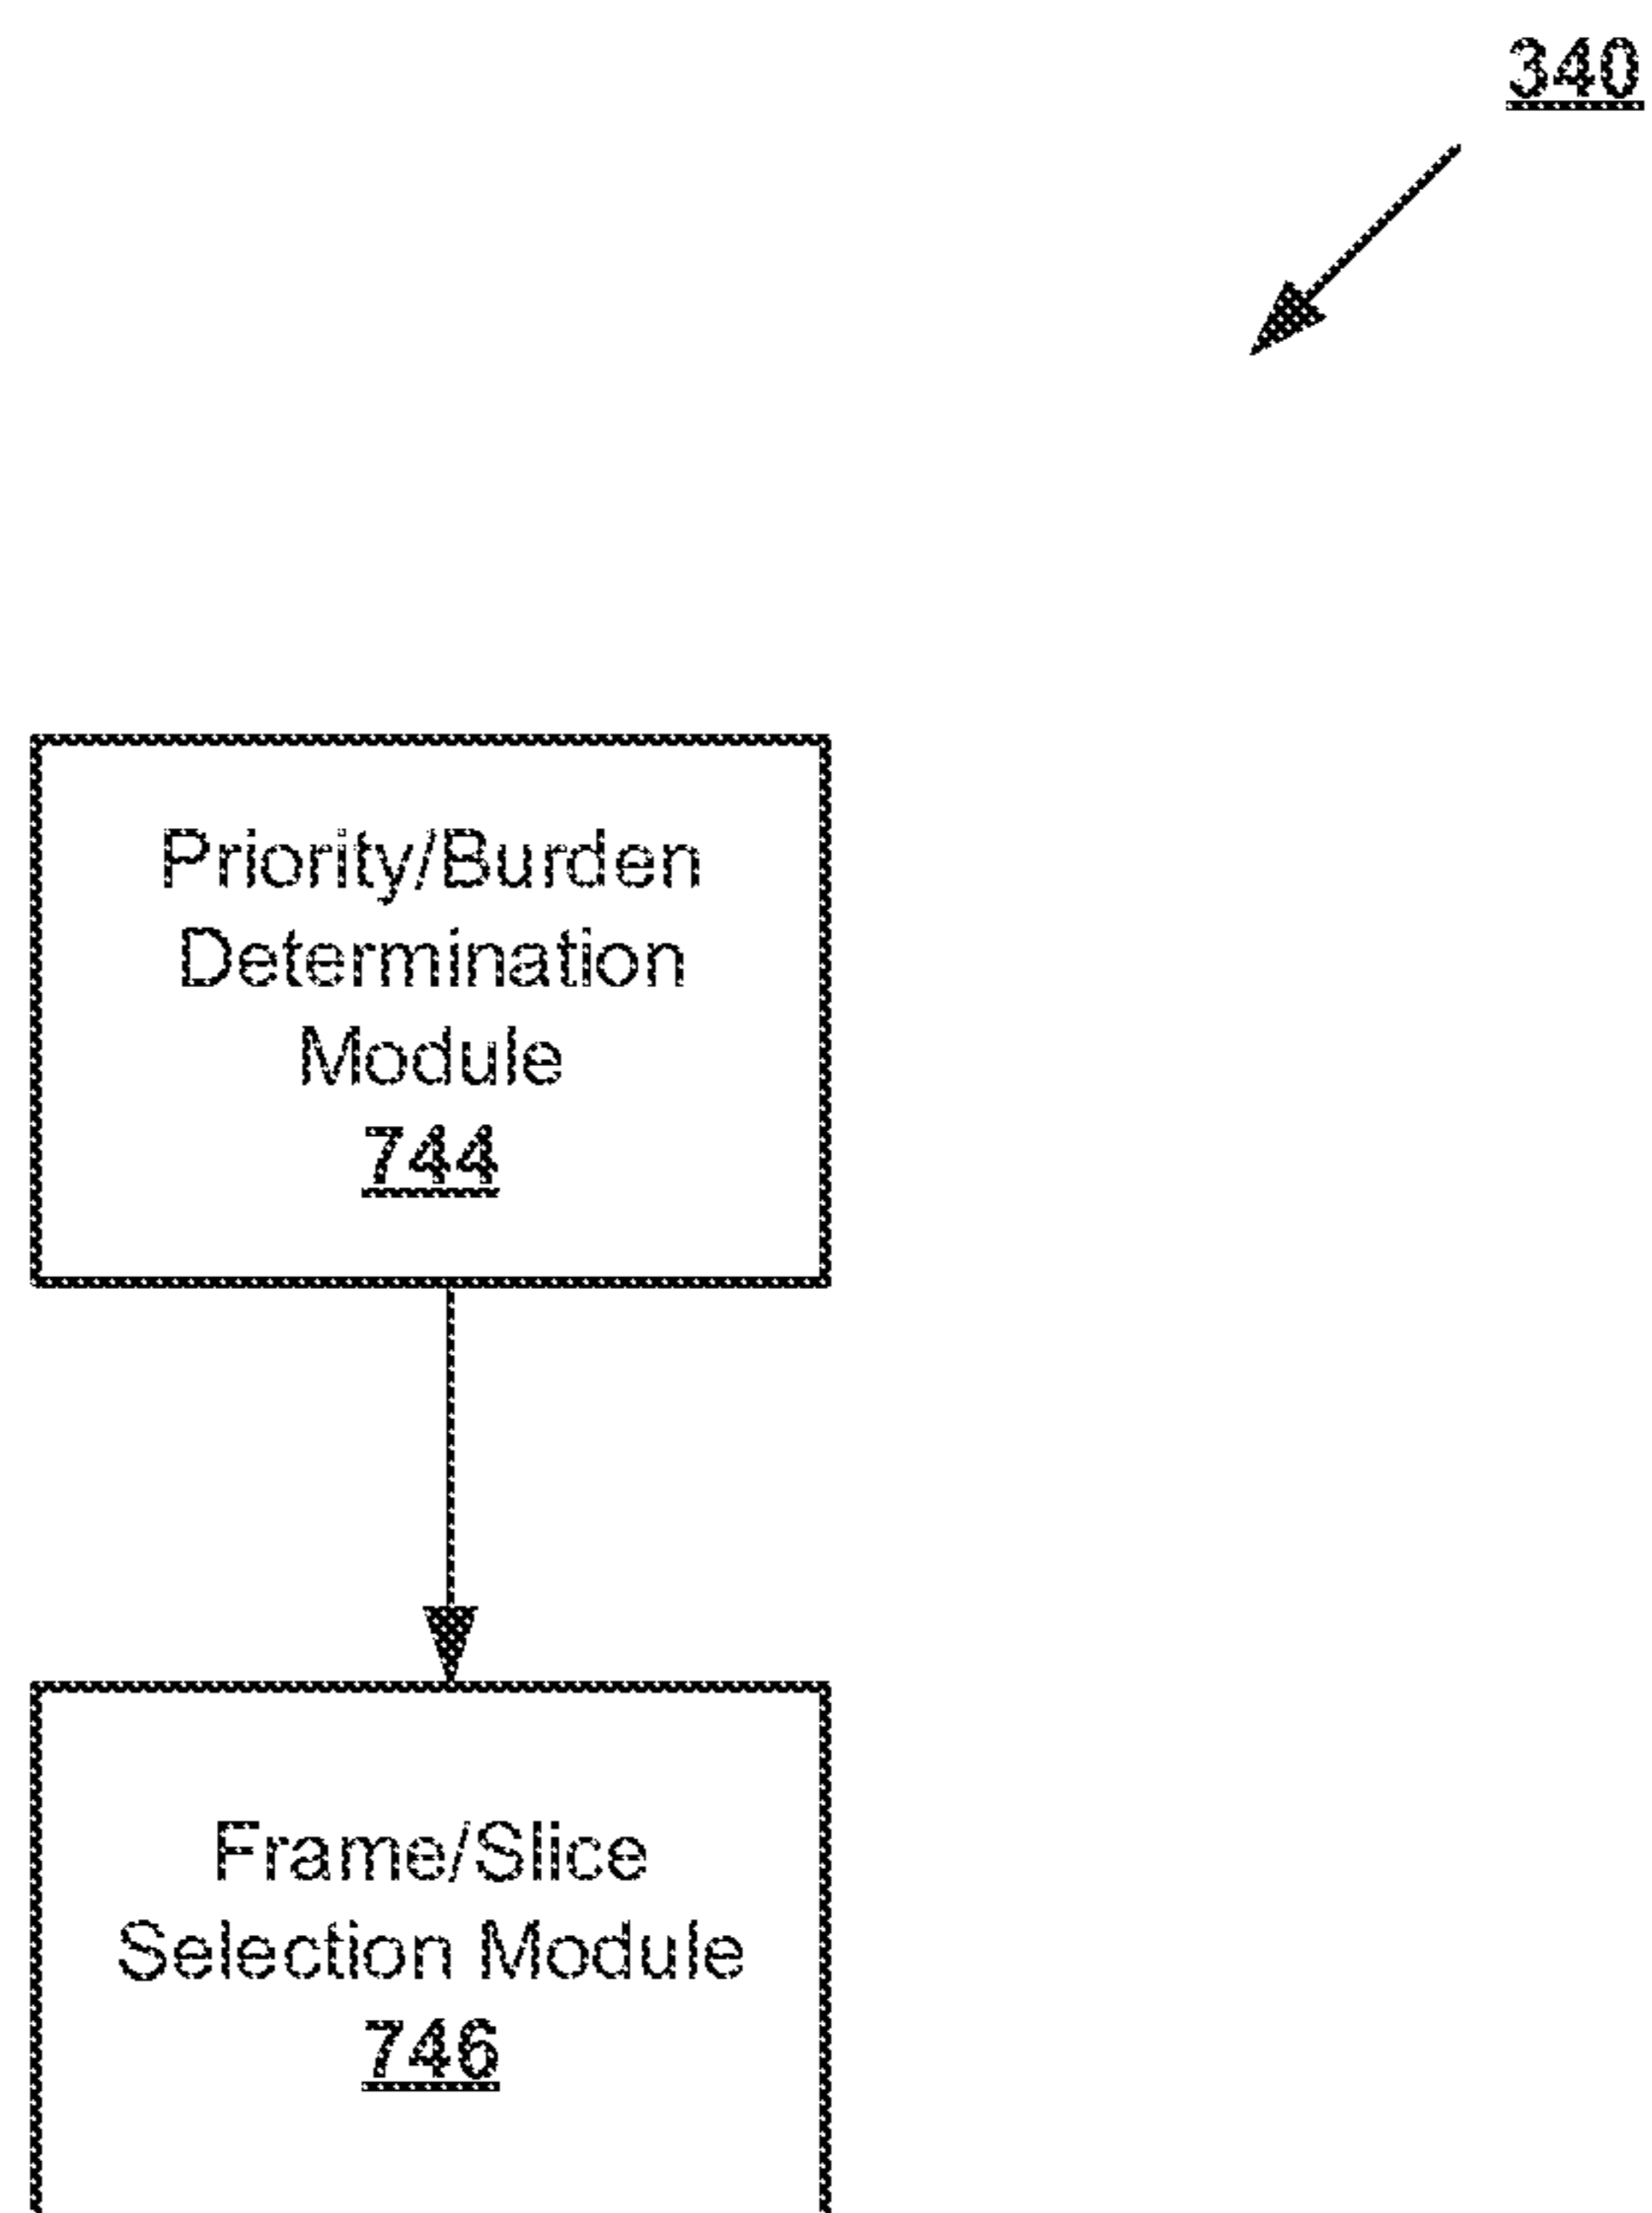 340
Priority/Burden
Determination
Module
744
Frame/Slice
Selection Module
746